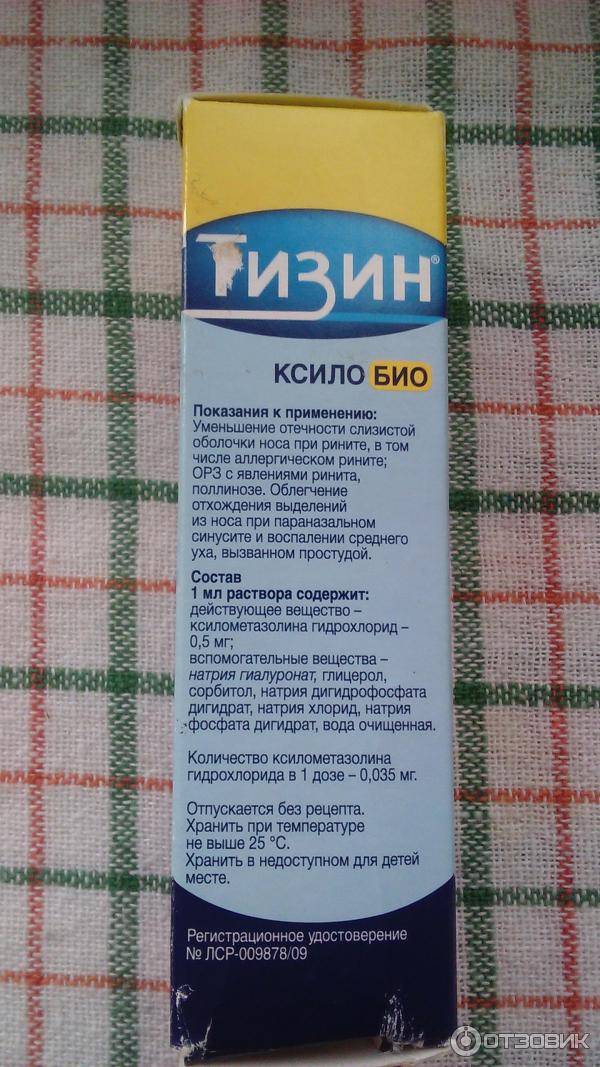 Тизин®
КСИЛО БИО
Показания к применению:
Уменьшение отечности слизистой
оболочки носа при рините, в том
числе аллергическом рините;
ОРЗ с явлениями ринита,
поллинозе. Облегчение
отхождения выделений
из носа при параназальном
синусите и воспалении среднего
уха, вызванном простудой.
Состав
1 мл раствора содержит:
действующее вещество –
ксилометазолина гидрохлорид –
0,5 мг;
вспомогательные вещества –
натрия гиалуронат, глицерол,
сорбитол, натрия дигидрофосфата
дигидрат, натрия хлорид, натрия
фосфата дигидрат, вода очищенная.
Количество ксилометазолина
гидрохлорида в 1 дозе – 0,035 мг.
Отпускается без рецепта.
Хранить при температуре
не выше 25 °С.
Хранить в недоступном для детей
месте.
Регистрационное удостоверение
№ ЛСР-009878/09
ОТЗОВИК